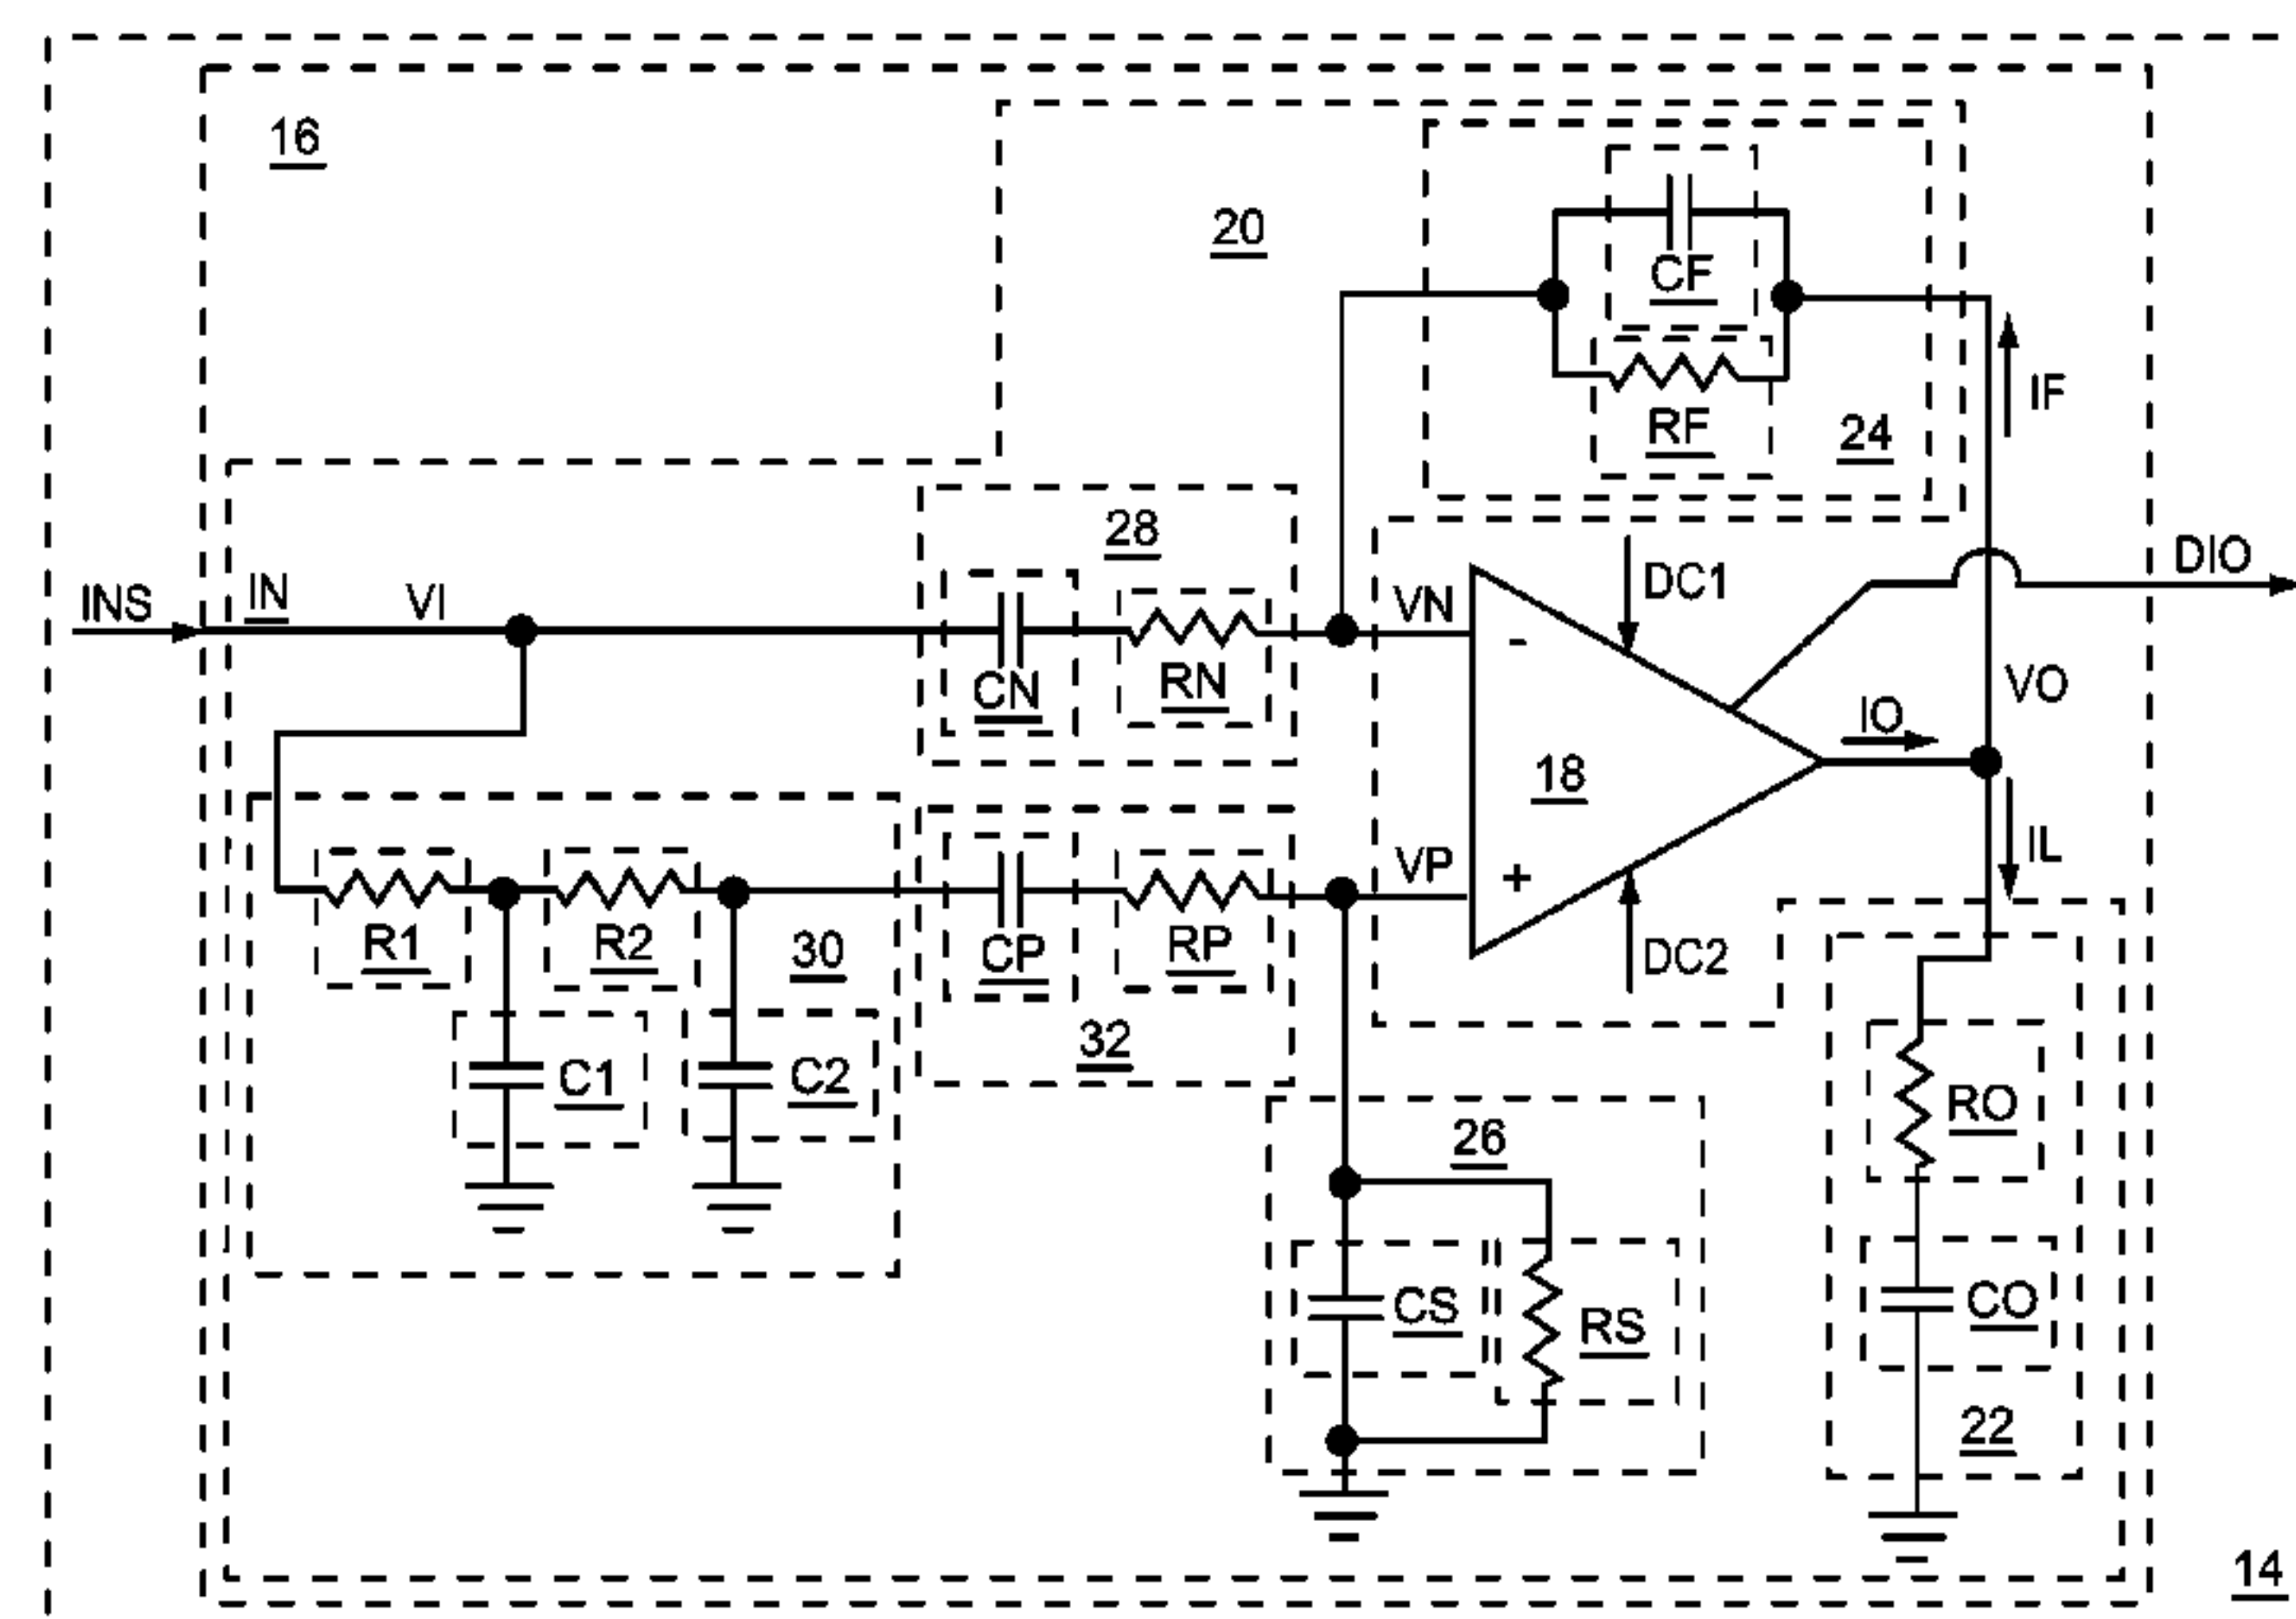 16
20
CF
RF
24
IF
28
INS
IN
VI
CN
RN
VN
-
DC1
DIO
VO
IO
18
R1
R2
30
CP
RP
VP
+
DC2
IL
32
C1
C2
26
RO
CS
RS
CO
22
14